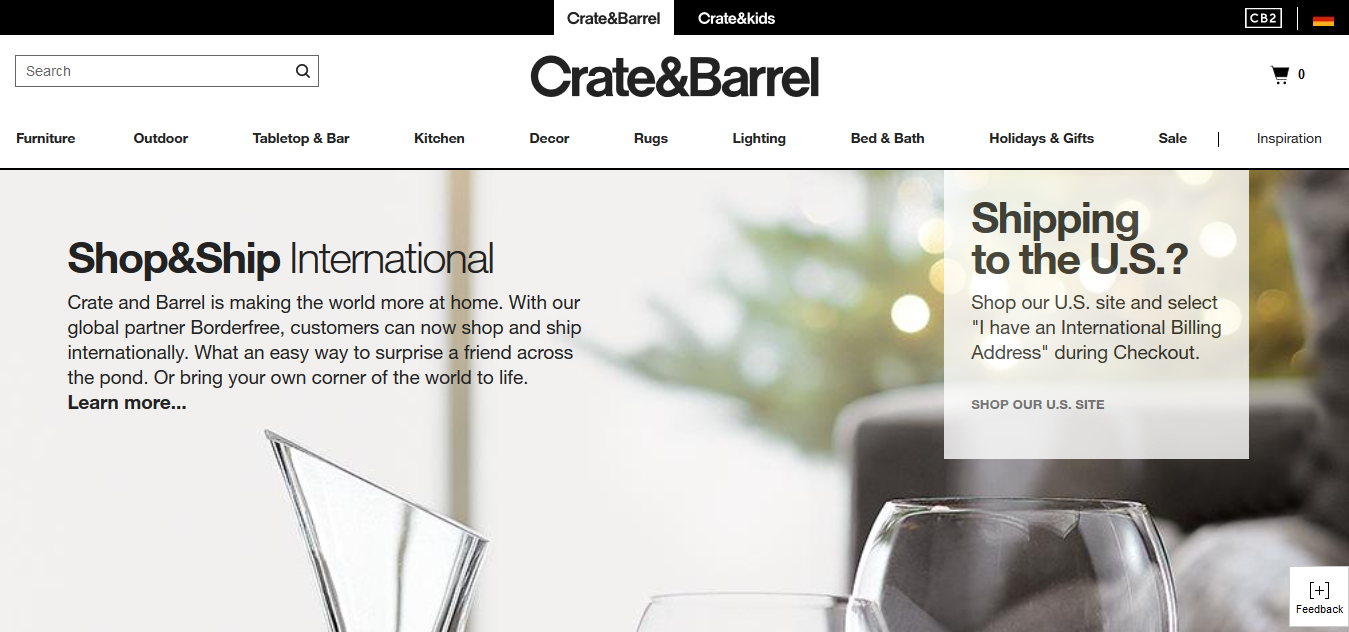 Crate&Barrel
Crate&kids
CB2
Search
Crate&Barrel
0
Furniture
Outdoor
Tabletop & Bar
Kitchen
Decor
Rugs
Lighting
Bed & Bath
Holidays & Gifts
Sale
Inspiration
Shop&Ship International
Crate and Barrel is making the world more at home. With our
global partner Borderfree, customers can now shop and ship
internationally. What an easy way to surprise a friend across
the pond. Or bring your own corner of the world to life.
Learn more...
Shipping
to the U.S.?
Shop our U.S. site and select
"I have an International Billing
Address" during Checkout.
SHOP OUR U.S. SITE
[+]
Feedback